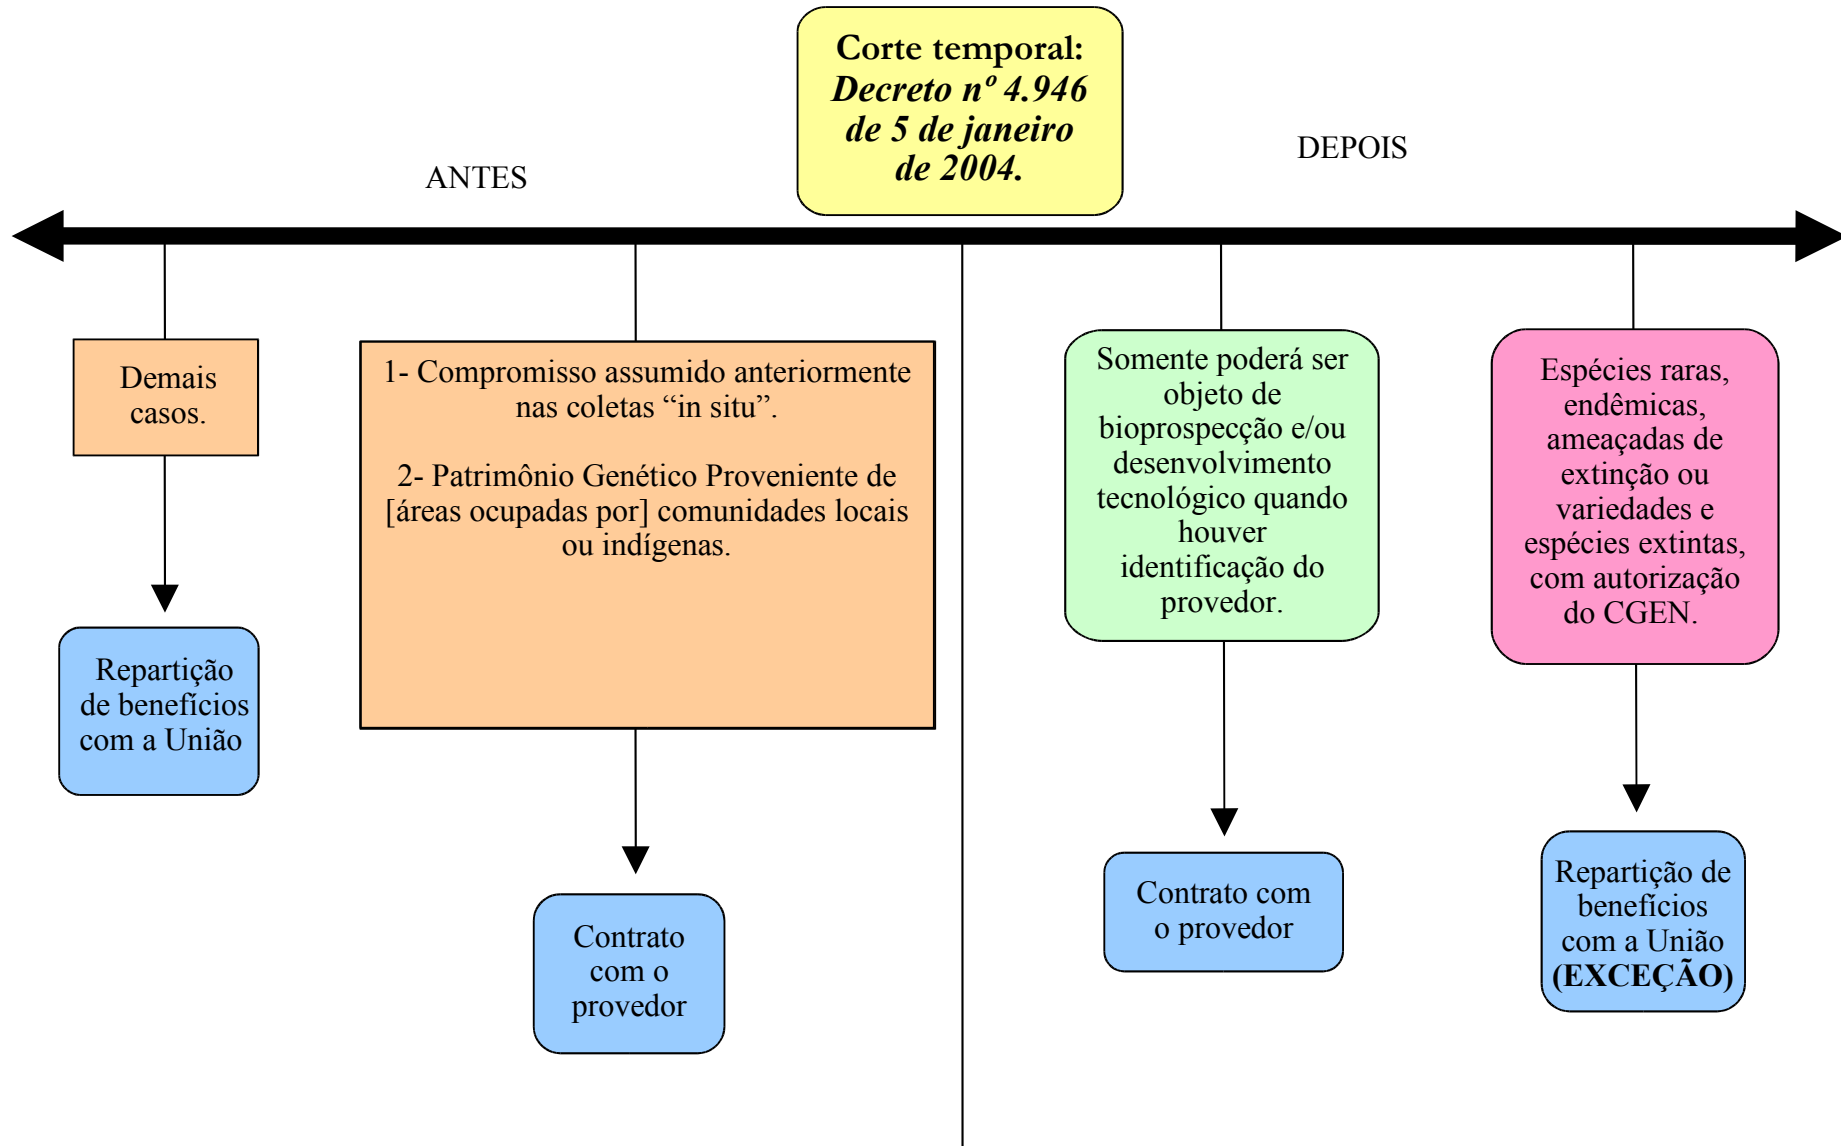 Corte temporal:
Decreto nº 4.946
de 5 de janeiro
de 2004.
ANTES
DEPOIS
Demais
casos.
1- Compromisso assumido anteriormente
nas coletas “in situ”.
2- Patrimônio Genético Proveniente de
[áreas ocupadas por] comunidades locais
ou indígenas.
Somente poderá ser
objeto de
bioprospecção e/ou
desenvolvimento
tecnológico quando
houver
identificação do
provedor.
Espécies raras,
endêmicas,
ameaçadas de
extinção ou
variedades e
espécies extintas,
com autorização
do CGEN.
Repartição
de benefícios
com a União
Contrato
com o
provedor
Contrato com
o provedor
Repartição de
benefícios
com a União
(EXCEÇÃO)